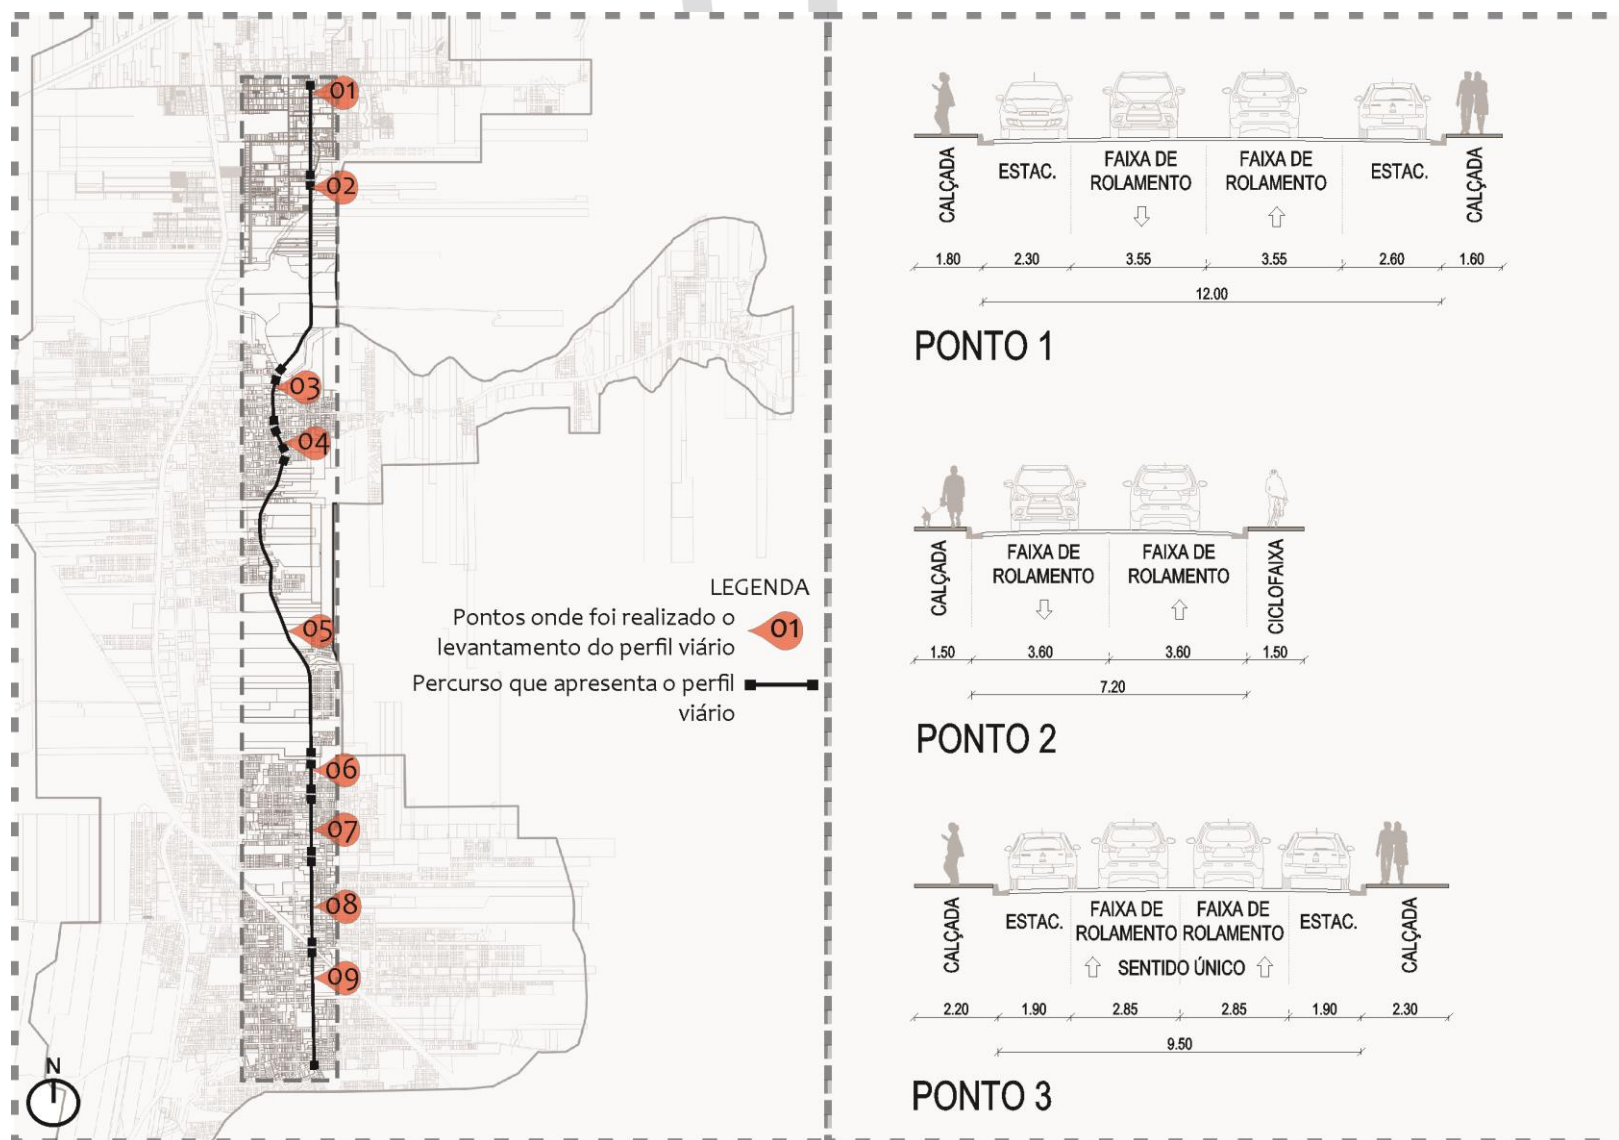 01
02
03
04
05
06
07
08
09
LEGENDA
Pontos onde foi realizado o
levantamento do perfil viário
01
Percurso que apresenta o perfil
viário
N
CALÇADA
ESTAC.
FAIXA DE
ROLAMENTO
FAIXA DE
ROLAMENTO
ESTAC.
CALÇADA
1.80 2.30 3.55 3.55 2.60 1.60
12.00
PONTO 1
CALÇADA
FAIXA DE
ROLAMENTO
FAIXA DE
ROLAMENTO
CICLOFAIXA
1.50 3.60 3.60 1.50
7.20
PONTO 2
CALÇADA
ESTAC.
FAIXA DE
ROLAMENTO
FAIXA DE
ROLAMENTO
SENTIDO ÚNICO
ESTAC.
CALÇADA
2.20 1.90 2.85 2.85 1.90 2.30
9.50
PONTO 3